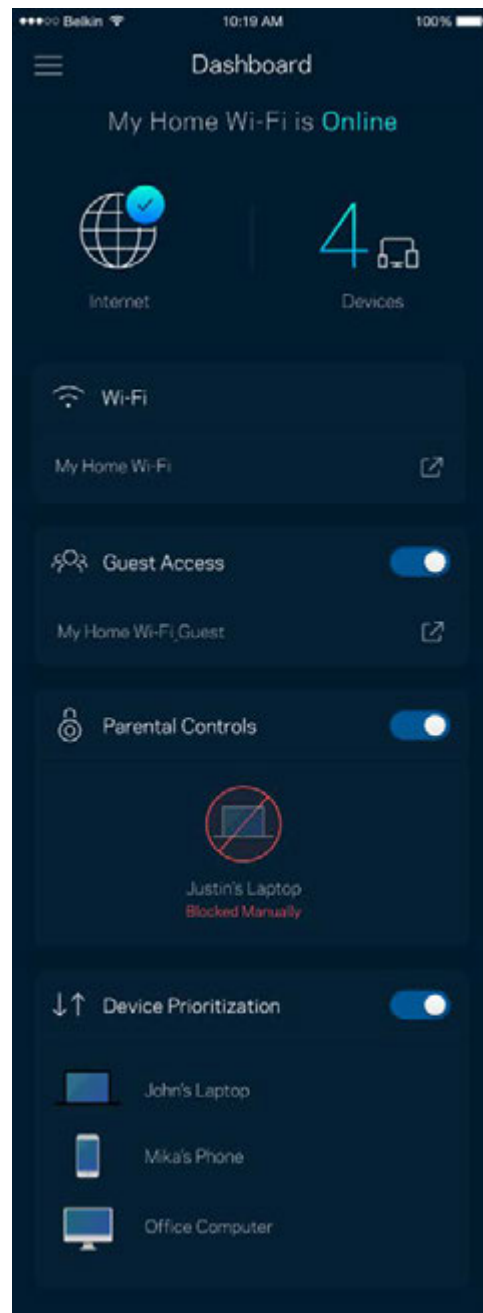 Belkin 10:19 AM 100%
Dashboard
My Home Wi-Fi is Online
4
Internet Devices
Wi-Fi
My Home Wi-Fi
Guest Access
My Home Wi-Fi_Guest
Parental Controls
Justin's Laptop
Blocked Manually
Device Prioritization
John's Laptop
Mika's Phone
Office Computer